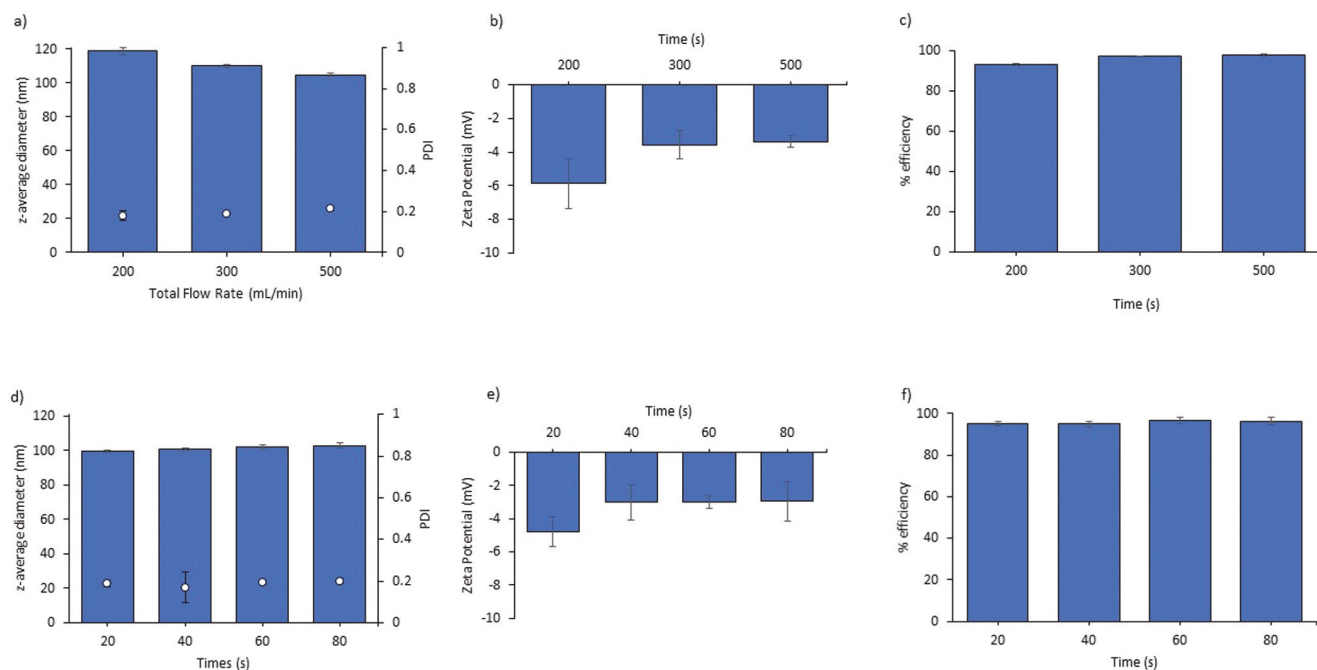 a)
120
100
80
60
40
20
0
z-average diameter (nm)
1
0.8
0.6
0.4
0.2
0
PDI
200 300 500
Total Flow Rate (mL/min)
b)
Time (s)
200 300 500
0
-2
-4
-6
-8
-10
Zeta Potential (mV)
c)
100
80
60
40
20
0
% efficiency
200 300 500
Time (s)
d)
120
100
80
60
40
20
0
z-average diameter (nm)
1
0.8
0.6
0.4
0.2
0
PDI
20 40 60 80
Times (s)
e)
Time (s)
20 40 60 80
0
-2
-4
-6
-8
-10
Zeta Potential (mV)
f)
100
80
60
40
20
0
% efficiency
20 40 60 80
Time (s)